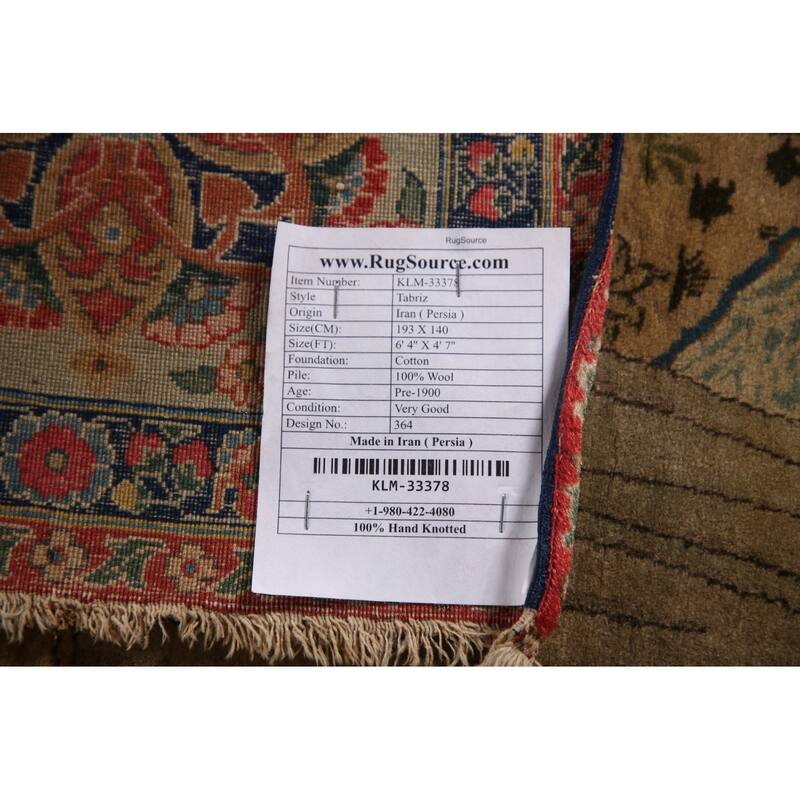 RugSource
www.RugSource.com
Item Number: KLM-33378
Style Tabriz
Origin Iran ( Persia )
Size(CM): 193 X 140
Size(FT): 6' 4" X 4' 7"
Foundation: Cotton
Pile: 100% Wool
Age: Pre-1900
Condition: Very Good
Design No.: 364
Made in Iran ( Persia )
KLM-33378
+1-980-422-4080
100% Hand Knotted